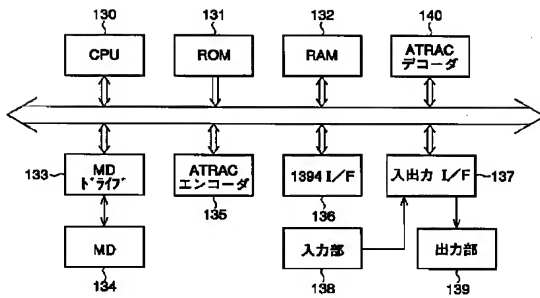 130
131
132
140
CPU
ROM
RAM
ATRAC
デコーダ
133
MD
ドライブ
ATRAC
エンコーダ
135
1394 I/F
136
入出力 I/F
137
MD
134
入力部
138
出力部
139